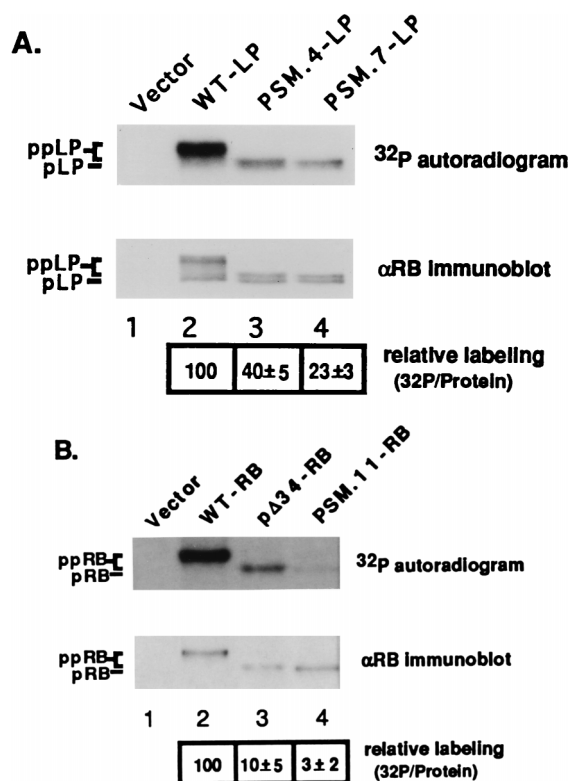 A.
Vector WT-LP PSM.4-LP PSM.7-LP
ppLP
pLP
32P autoradiogram
ppLP
pLP
αRB immunoblot
1 2 3 4
100 40±5 23±3
relative labeling
(32P/Protein)
B.
Vector WT-RB pΔ34-RB PSM.11-RB
ppRB
pRB
32P autoradiogram
ppRB
pRB
αRB immunoblot
1 2 3 4
100 10±5 3±2
relative labeling
(32P/Protein)